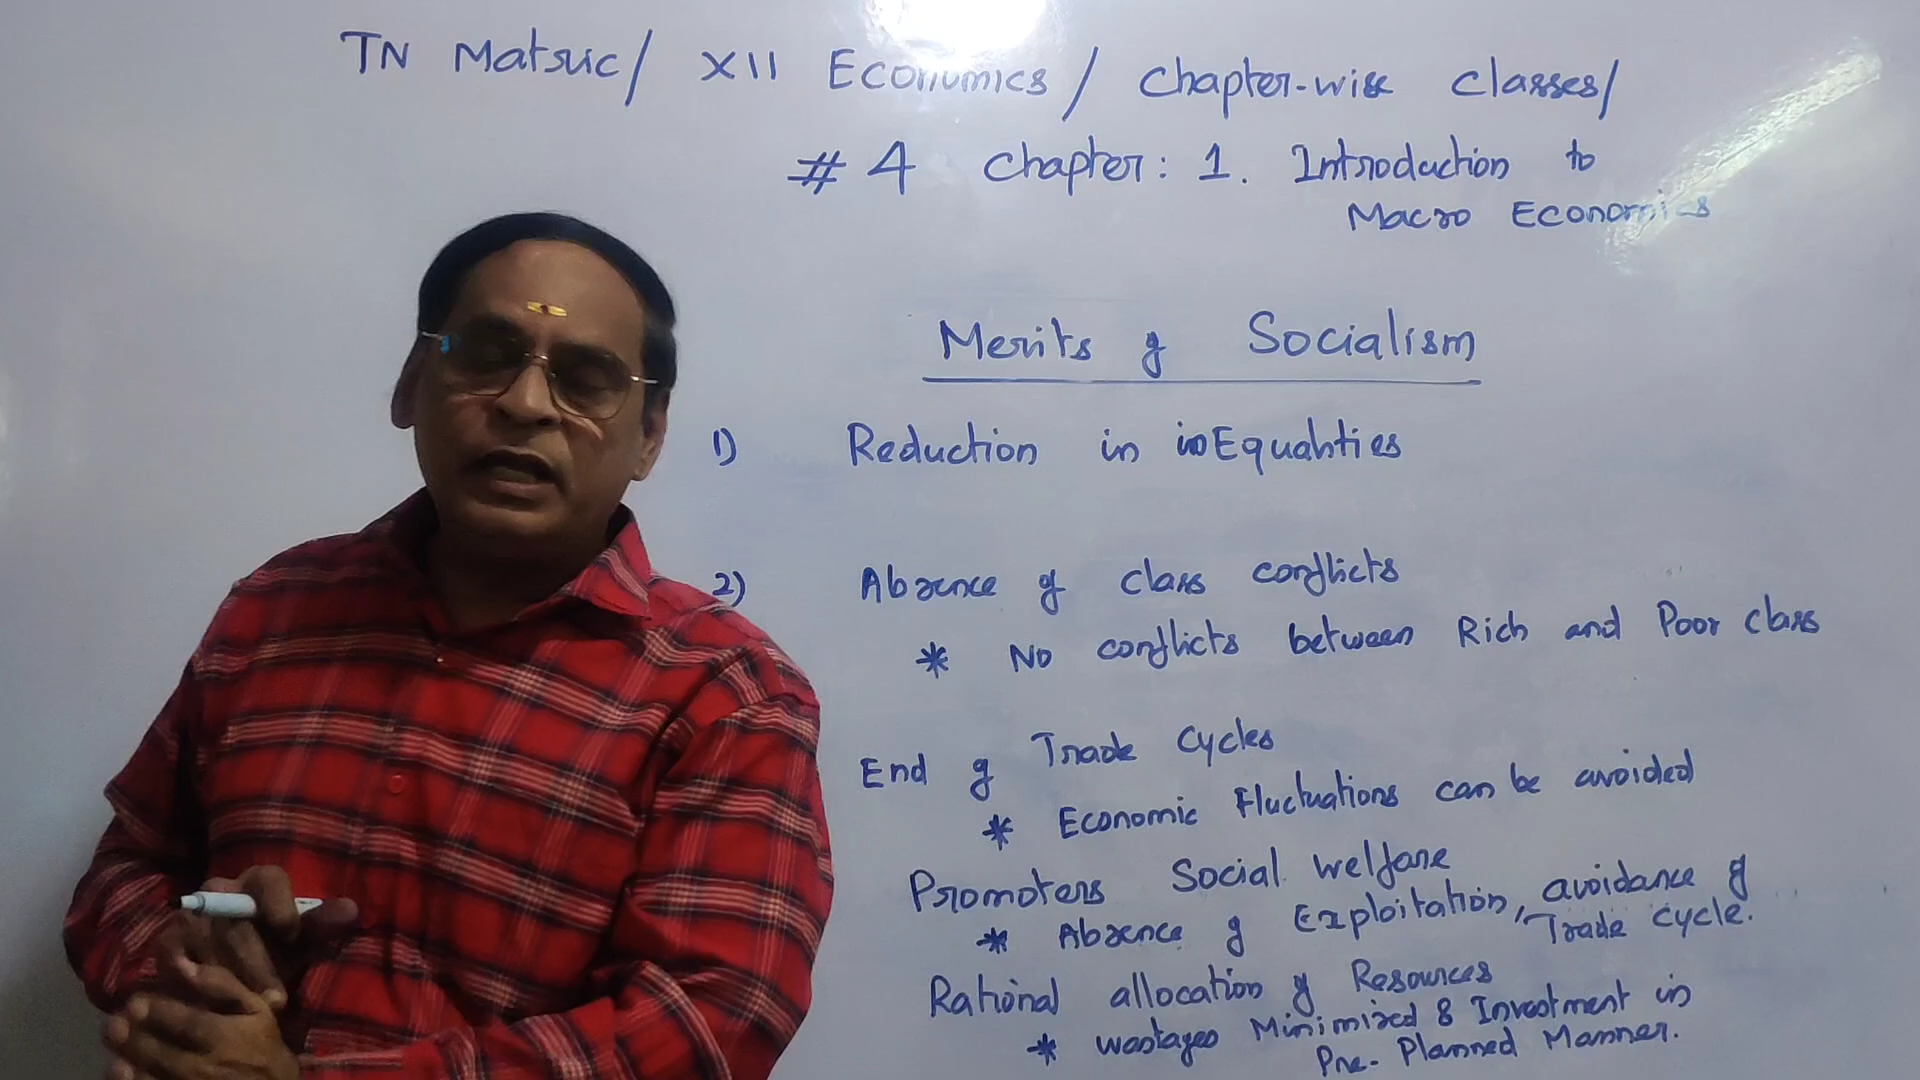 TN Matric/ XII Economics/ Chapter-wise classes/
# 4 Chapter: 1. Introduction to
Macro Economics
Merits of Socialism
1) Reduction in inEqualities
2) Absence of class conflicts
* No conflicts between Rich and Poor class
End of Trade Cycles
* Economic Fluctuations can be avoided
Promoters Social welfare
* Absence of Exploitation, avoidance of
Trade cycle.
Rational allocation of Resources
* wastages Minimized & Investment in
Pre-Planned Manner.